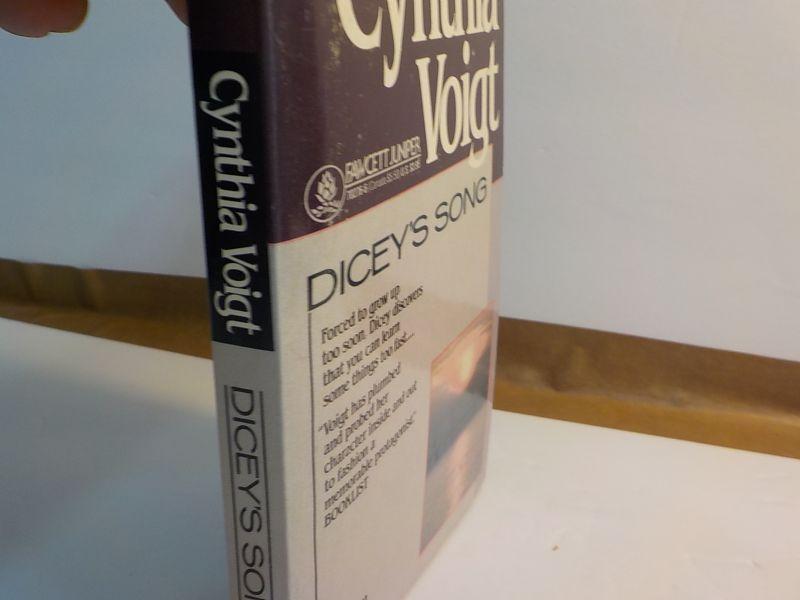 Cynthia
Voigt
FAWCETT JUNIPER
DICEY'S SONG
Forced to grow up
too soon, Dicey discovers
that you can learn
some things too fast....
"Voigt has plumbed
and probed her
character inside and out
to fashion a
memorable protagonist."
BOOKLIST
Cynthia Voigt
DICEY'S SON